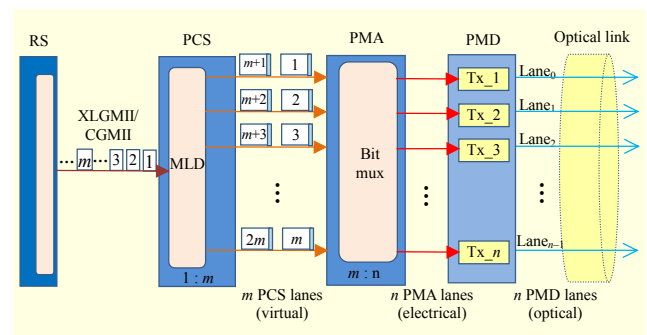 RS
PCS
PMA
PMD
Optical link
XLGMII/
CGMII
... m ... 3 2 1
MLD
1 : m
m+1 1
m+2 2
m+3 3
⋮
2m m
Bit
mux
m : n
⋮
Tx_1
Tx_2
Tx_3
⋮
Tx_n
Lane0
Lane1
Lane2
⋮
Lanen−1
m PCS lanes
(virtual)
n PMA lanes
(electrical)
n PMD lanes
(optical)